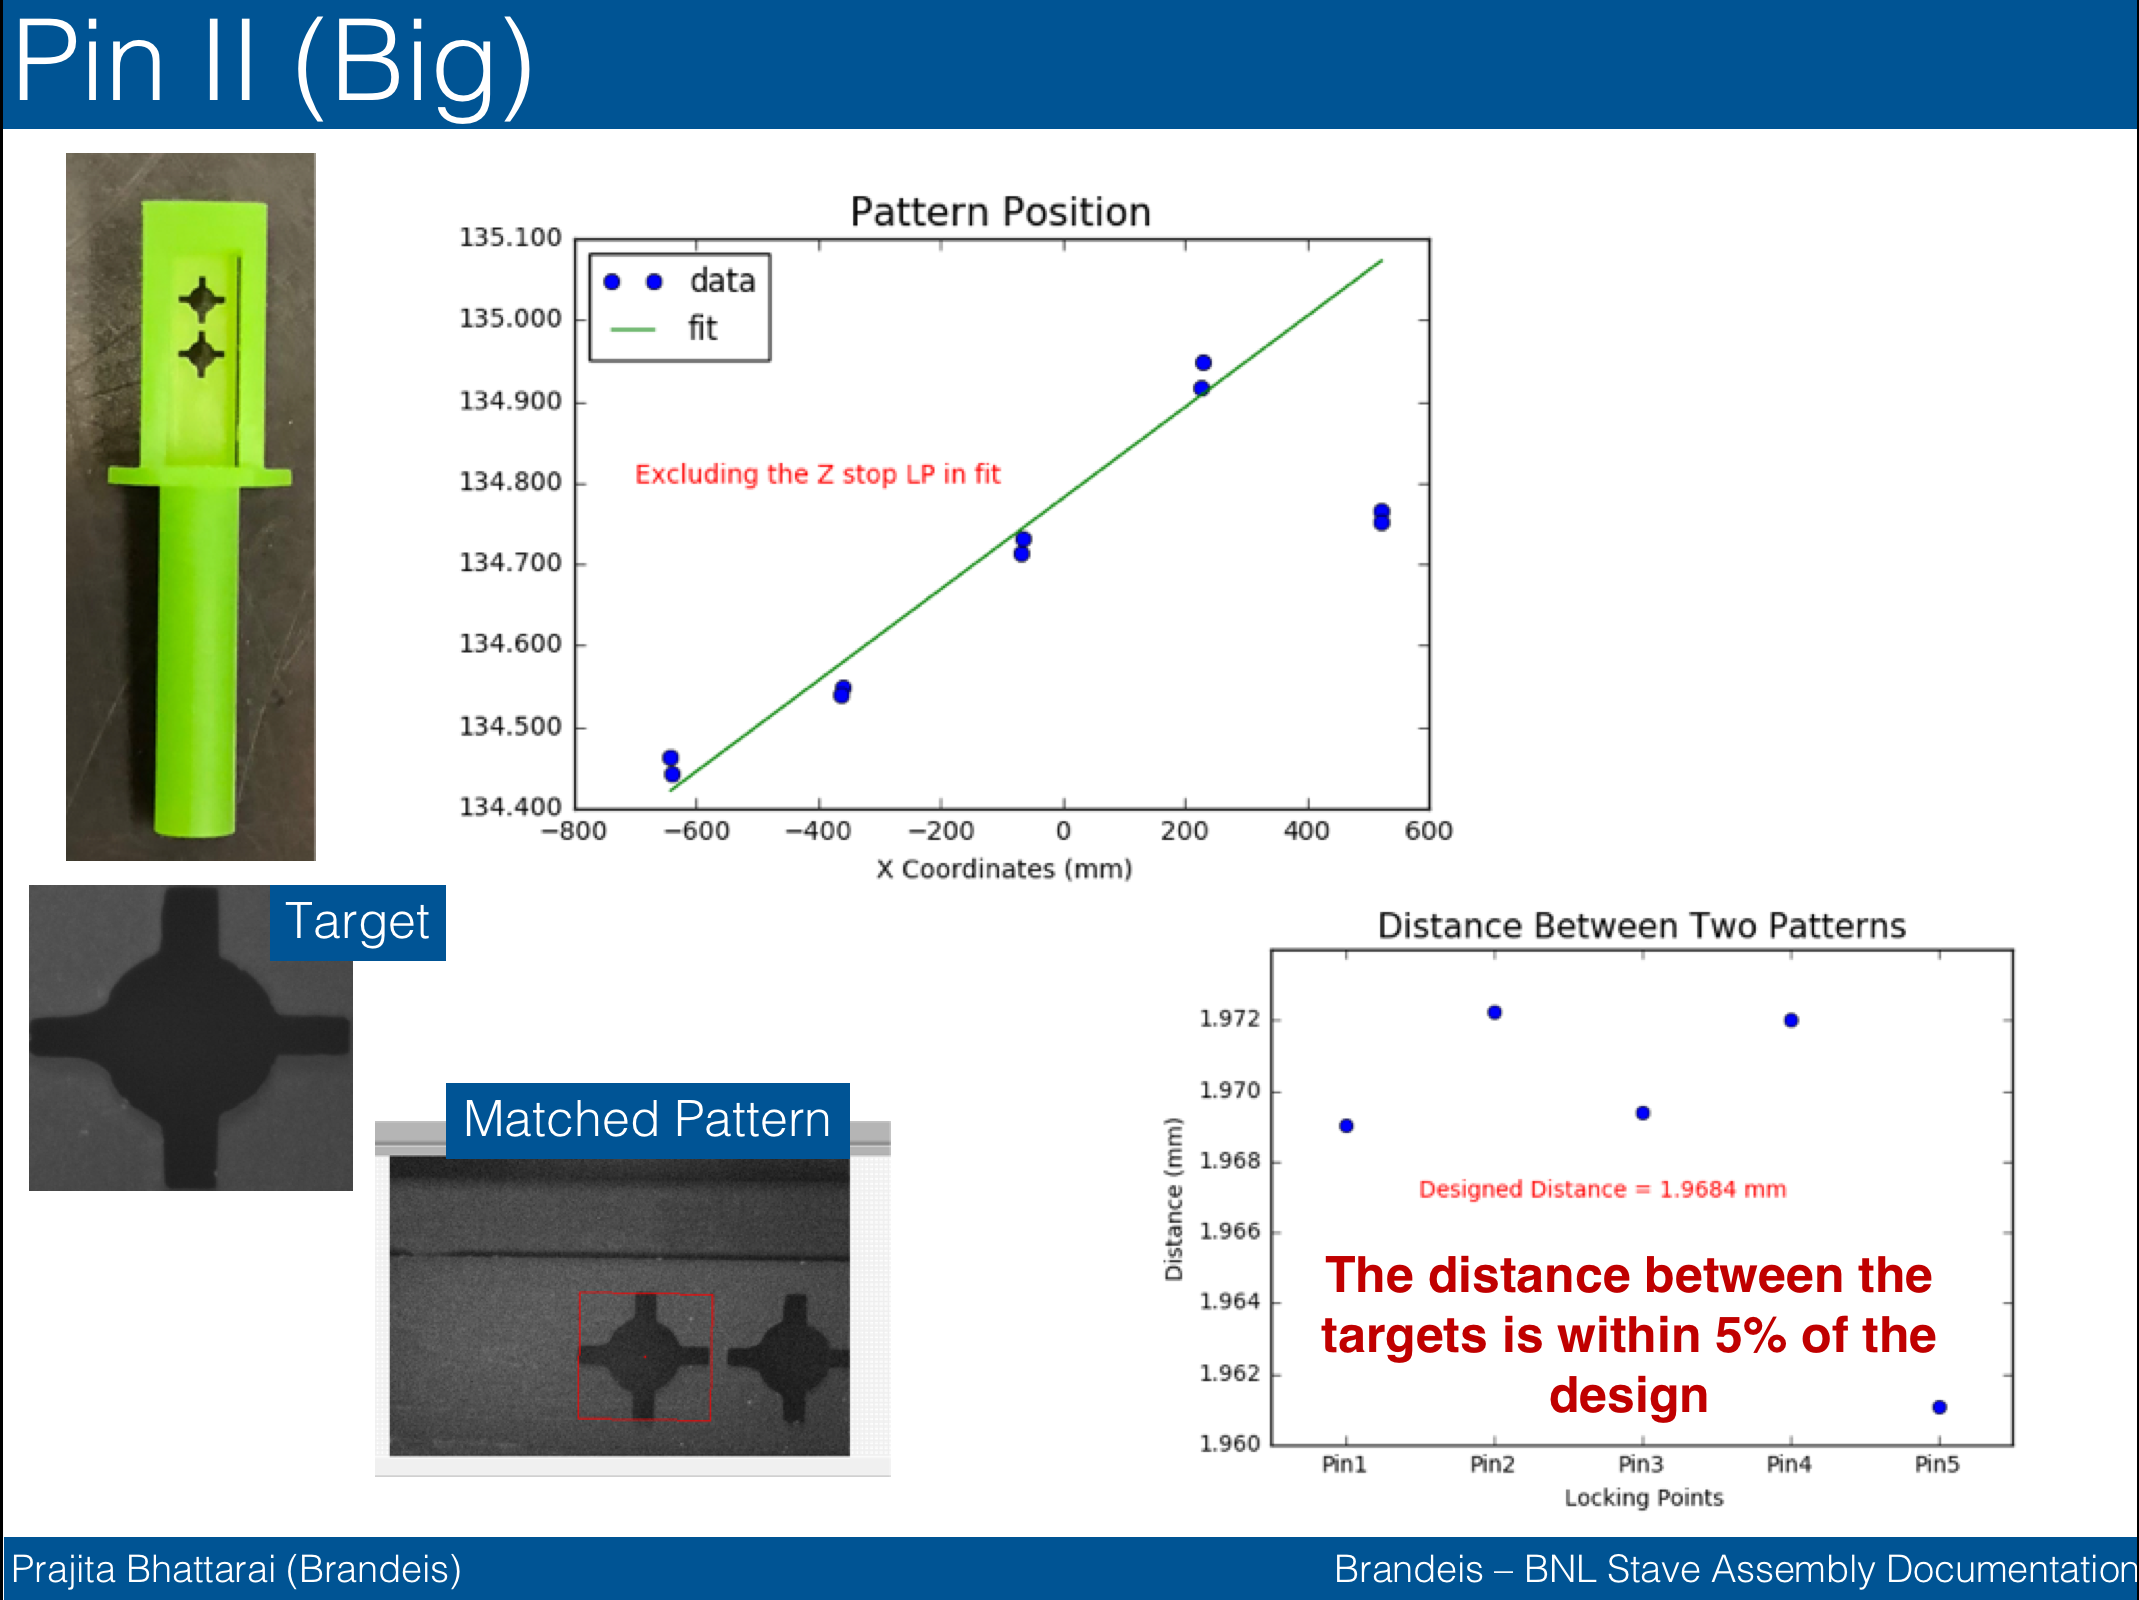 Pin II (Big)
Pattern Position
135.100
135.000
134.900
134.800
134.700
134.600
134.500
134.400
data
fit
Excluding the Z stop LP in fit
−800 −600 −400 −200 0 200 400 600
X Coordinates (mm)
Target
Matched Pattern
Distance Between Two Patterns
Distance (mm)
1.972
1.970
1.968
1.966
1.964
1.962
1.960
Designed Distance = 1.9684 mm
The distance between the
targets is within 5% of the
design
Pin1 Pin2 Pin3 Pin4 Pin5
Locking Points
Prajita Bhattarai (Brandeis)
Brandeis – BNL Stave Assembly Documentation